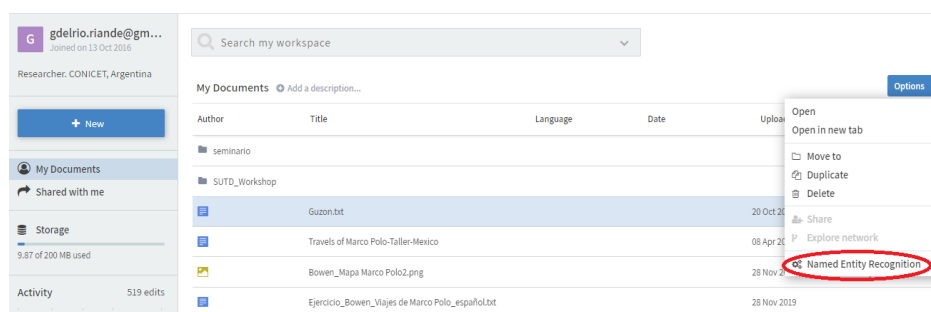 G
gdelrio.riande@gm...
Joined on 13 Oct 2016
Researcher. CONICET, Argentina
+ New
My Documents
Shared with me
Storage
9.87 of 200 MB used
Activity 519 edits
Search my workspace
My Documents Add a description...
Options
Author Title Language Date Uploa
seminario
SUTD_Workshop
Guzon.txt 20 Oct 20
Travels of Marco Polo-Taller-Mexico 08 Apr 20
Bowen_Mapa Marco Polo2.png 28 Nov 2
Ejercicio_Bowen_Viajes de Marco Polo_español.txt 28 Nov 2019
Open
Open in new tab
Move to
Duplicate
Delete
Share
Explore network
Named Entity Recognition